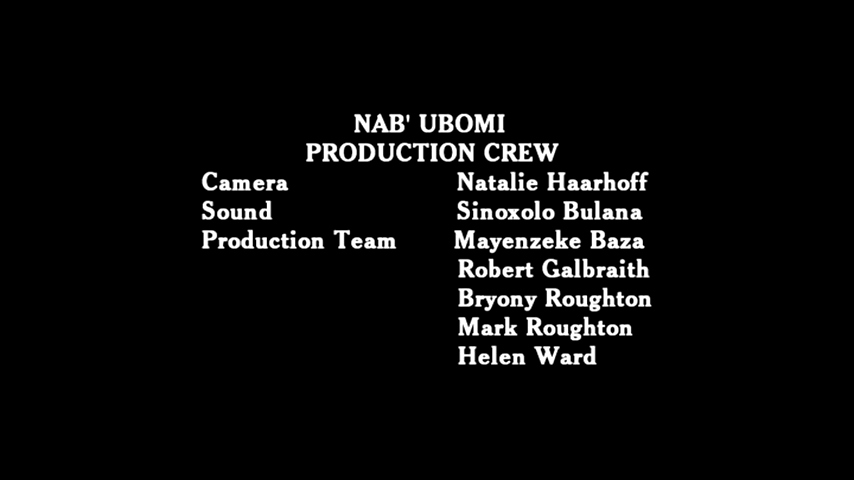 NAB' UBOMI
PRODUCTION CREW
Camera Natalie Haarhoff
Sound Sinoxolo Bulana
Production Team Mayenzeke Baza
Robert Galbraith
Bryony Roughton
Mark Roughton
Helen Ward